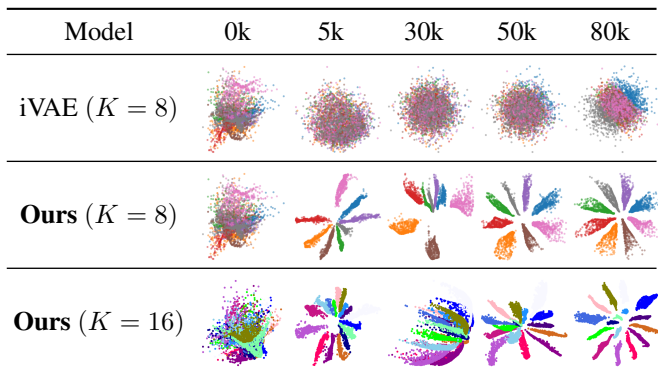 Model 0k 5k 30k 50k 80k
iVAE (K = 8)
Ours (K = 8)
Ours (K = 16)